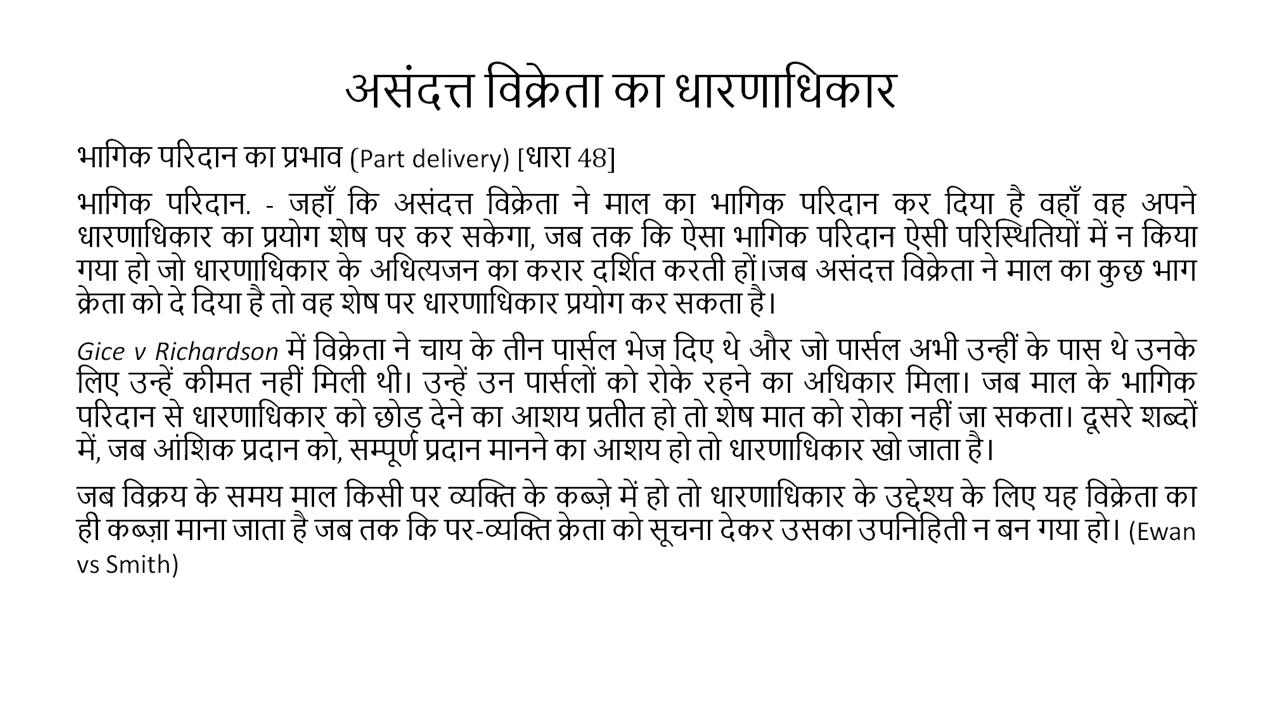 असंदत्त विक्रेता का धारणाधिकार
भागिक परिदान का प्रभाव (Part delivery) [धारा 48]
भागिक परिदान. - जहाँ कि असंदत्त विक्रेता ने माल का भागिक परिदान कर दिया है वहाँ वह अपने
धारणाधिकार का प्रयोग शेष पर कर सकेगा, जब तक कि ऐसा भागिक परिदान ऐसी परिस्थितियों में न किया
गया हो जो धारणाधिकार के अधित्यजन का करार दर्शित करती हों।जब असंदत्त विक्रेता ने माल का कुछ भाग
क्रेता को दे दिया है तो वह शेष पर धारणाधिकार प्रयोग कर सकता है।
Gice v Richardson में विक्रेता ने चाय के तीन पार्सल भेज दिए थे और जो पार्सल अभी उन्हीं के पास थे उनके
लिए उन्हें कीमत नहीं मिली थी। उन्हें उन पार्सलों को रोके रहने का अधिकार मिला। जब माल के भागिक
परिदान से धारणाधिकार को छोड़ देने का आशय प्रतीत हो तो शेष मात को रोका नहीं जा सकता। दूसरे शब्दों
में, जब आंशिक प्रदान को, सम्पूर्ण प्रदान मानने का आशय हो तो धारणाधिकार खो जाता है।
जब विक्रय के समय माल किसी पर व्यक्ति के कब्ज़े में हो तो धारणाधिकार के उद्देश्य के लिए यह विक्रेता का
ही कब्ज़ा माना जाता है जब तक कि पर-व्यक्ति क्रेता को सूचना देकर उसका उपनिहिती न बन गया हो। (Ewan
vs Smith)